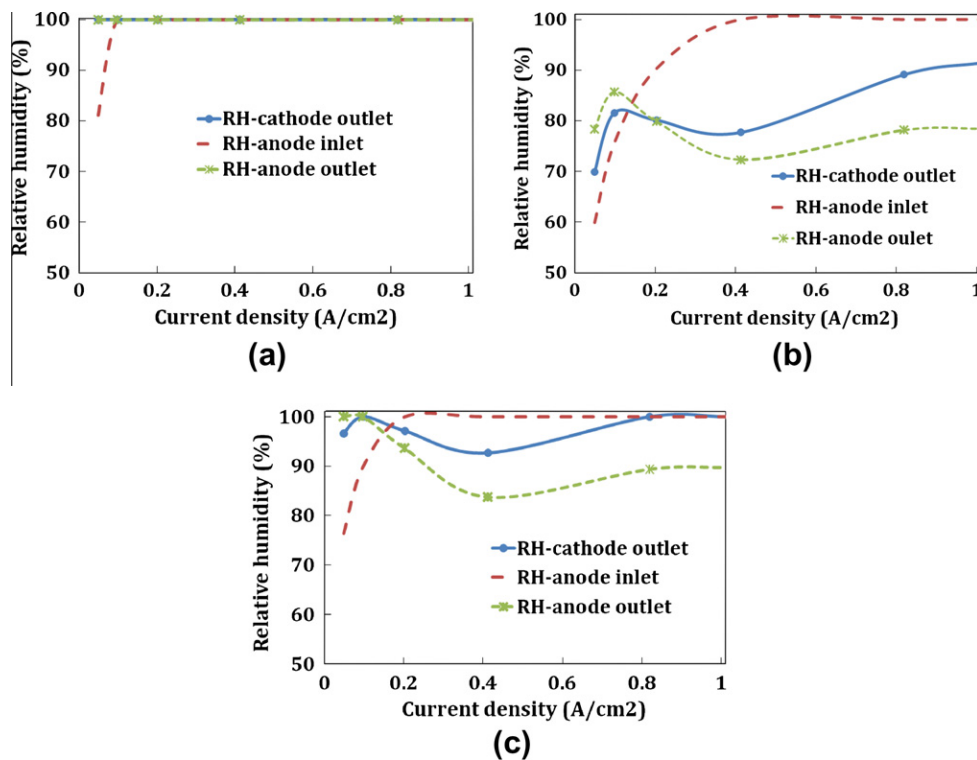 Relative humidity (%)
100
90
80
70
60
50
RH-cathode outlet
RH-anode inlet
RH-anode outlet
0 0.2 0.4 0.6 0.8 1
Current density (A/cm2)
(a)
Relative humidity (%)
100
90
80
70
60
50
RH-cathode outlet
RH-anode inlet
RH-anode oulet
0 0.2 0.4 0.6 0.8 1
Current density (A/cm2)
(b)
Relative humidity (%)
100
90
80
70
60
50
RH-cathode outlet
RH-anode inlet
RH-anode outlet
0 0.2 0.4 0.6 0.8 1
Current density (A/cm2)
(c)